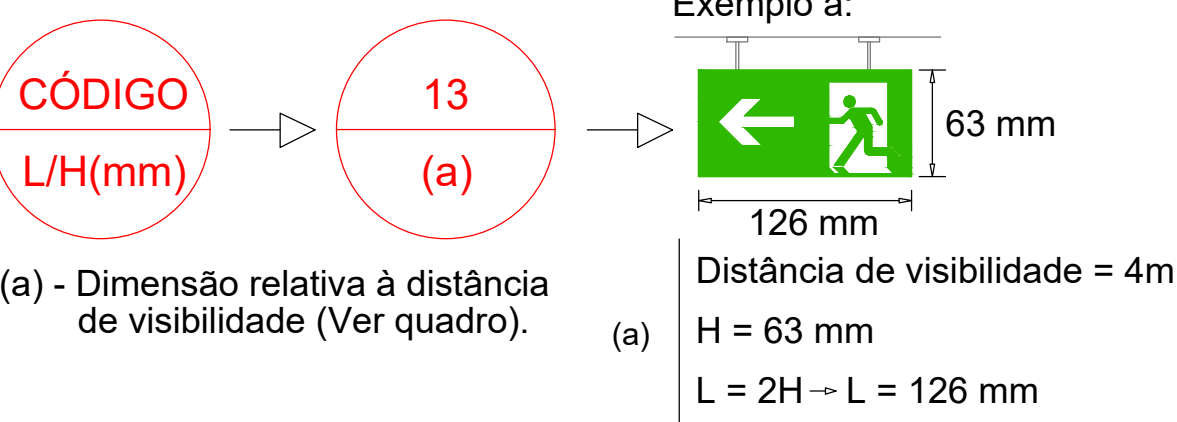 Exemplo a:
CÓDIGO
L/H(mm)
13
(a)
63 mm
126 mm
(a) - Dimensão relativa à distância
de visibilidade (Ver quadro).
(a)
Distância de visibilidade = 4m
H = 63 mm
L = 2H→ L = 126 mm